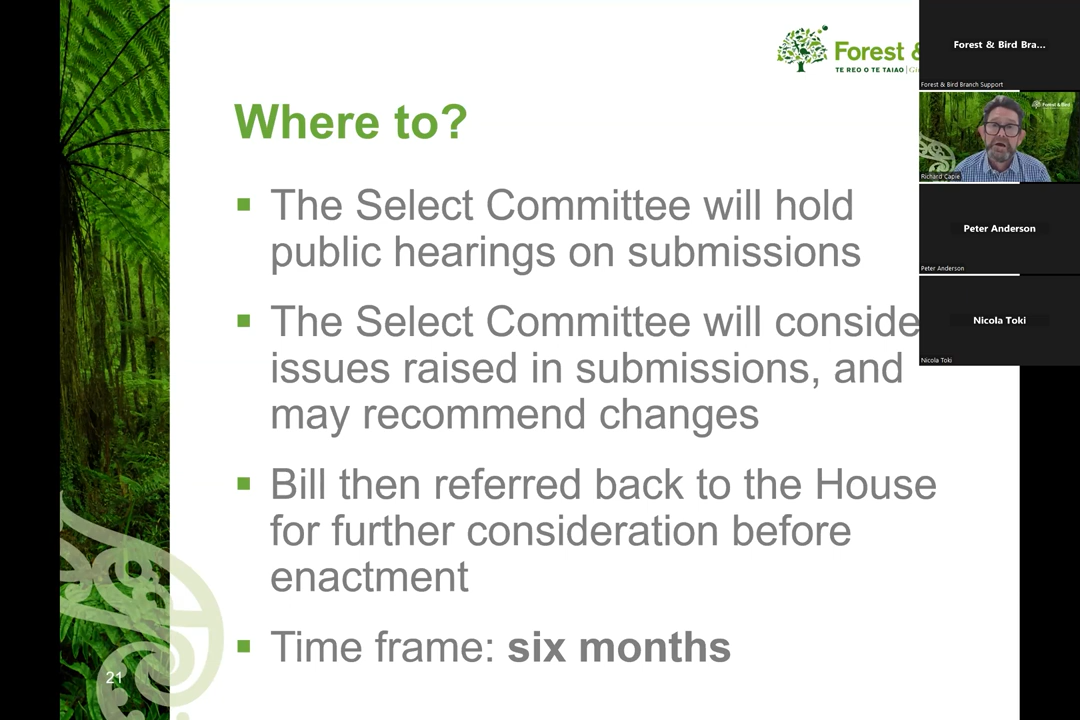 Forest &
TE REO O TE TAIAO
Where to?
▪ The Select Committee will hold
public hearings on submissions
▪ The Select Committee will conside
issues raised in submissions, and
may recommend changes
▪ Bill then referred back to the House
for further consideration before
enactment
▪ Time frame: six months
21
Forest & Bird Bra...
Forest & Bird Branch Support
Forest & Bird
Richard Capie
Peter Anderson
Peter Anderson
Nicola Toki
Nicola Toki